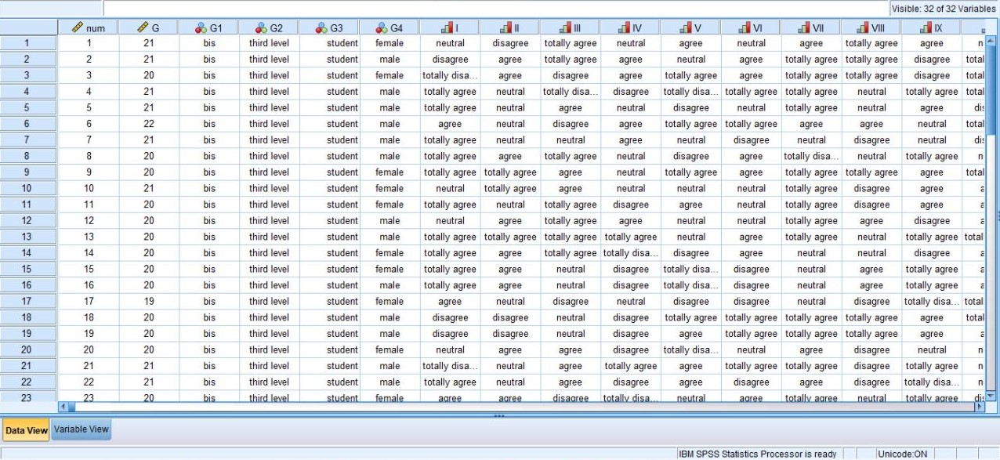 Visible: 32 of 32 Variables
num G G1 G2 G3 G4 I II III IV V VI VII VIII IX
1 1 21 bis third level student female neutral disagree totally agree neutral agree neutral agree totally agree agree n
2 2 21 bis third level student male disagree agree totally agree agree neutral agree totally agree totally agree disagree total
3 3 20 bis third level student female totally disa... agree disagree agree totally agree agree totally agree totally agree disagree total
4 4 21 bis third level student male totally agree neutral totally disa... disagree totally disa... totally agree totally agree neutral totally agree total
5 5 21 bis third level student male totally agree neutral agree neutral disagree neutral totally agree neutral agree dis
6 6 22 bis third level student male agree neutral disagree agree totally agree totally agree agree agree neutral total
7 7 21 bis third level student male totally agree neutral neutral agree neutral disagree neutral disagree neutral dis
8 8 20 bis third level student male totally agree agree totally agree neutral disagree agree totally disa... neutral totally agree n
9 9 20 bis third level student female totally agree totally agree agree neutral totally agree agree totally agree totally agree agree total
10 10 21 bis third level student female neutral totally agree agree neutral neutral neutral totally agree disagree agree a
11 11 20 bis third level student female totally agree neutral totally agree disagree agree neutral totally agree disagree agree a
12 12 20 bis third level student male neutral agree totally agree agree neutral neutral totally agree agree disagree n
13 13 20 bis third level student male totally agree totally agree totally agree totally agree neutral agree totally agree neutral totally agree total
14 14 20 bis third level student female totally agree agree totally agree totally disa... disagree agree neutral neutral disagree a
15 15 20 bis third level student female totally agree agree neutral disagree totally disa... disagree neutral agree totally agree a
16 16 20 bis third level student male totally agree agree neutral disagree totally disa... disagree neutral agree totally agree a
17 17 19 bis third level student female agree neutral disagree neutral disagree disagree neutral disagree totally disa... total
18 18 20 bis third level student male disagree disagree neutral disagree totally agree totally agree totally agree totally agree agree total
19 19 20 bis third level student male disagree disagree neutral disagree agree totally agree totally agree totally agree agree a
20 20 20 bis third level student female neutral agree agree disagree totally disa... neutral agree disagree neutral n
21 21 21 bis third level student male totally disa... neutral agree totally agree agree totally agree totally agree disagree totally agree n
22 22 21 bis third level student male totally agree neutral agree disagree agree disagree agree disagree totally disa... n
23 23 20 bis third level student female agree agree disagree totally disa... neutral agree totally agree neutral totally agree dis
Data View Variable View
IBM SPSS Statistics Processor is ready Unicode:ON